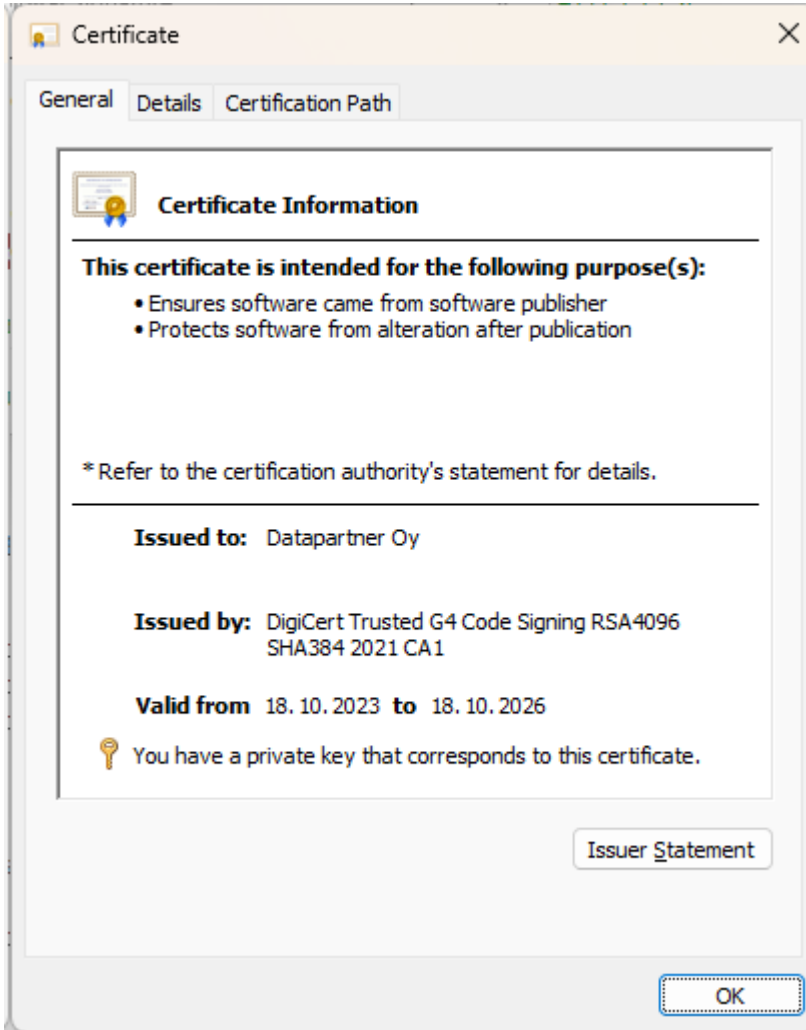 Certificate
General Details Certification Path
Certificate Information
This certificate is intended for the following purpose(s):
• Ensures software came from software publisher
• Protects software from alteration after publication
* Refer to the certification authority's statement for details.
Issued to: Datapartner Oy
Issued by: DigiCert Trusted G4 Code Signing RSA4096
SHA384 2021 CA1
Valid from 18. 10. 2023 to 18. 10. 2026
You have a private key that corresponds to this certificate.
Issuer Statement
OK